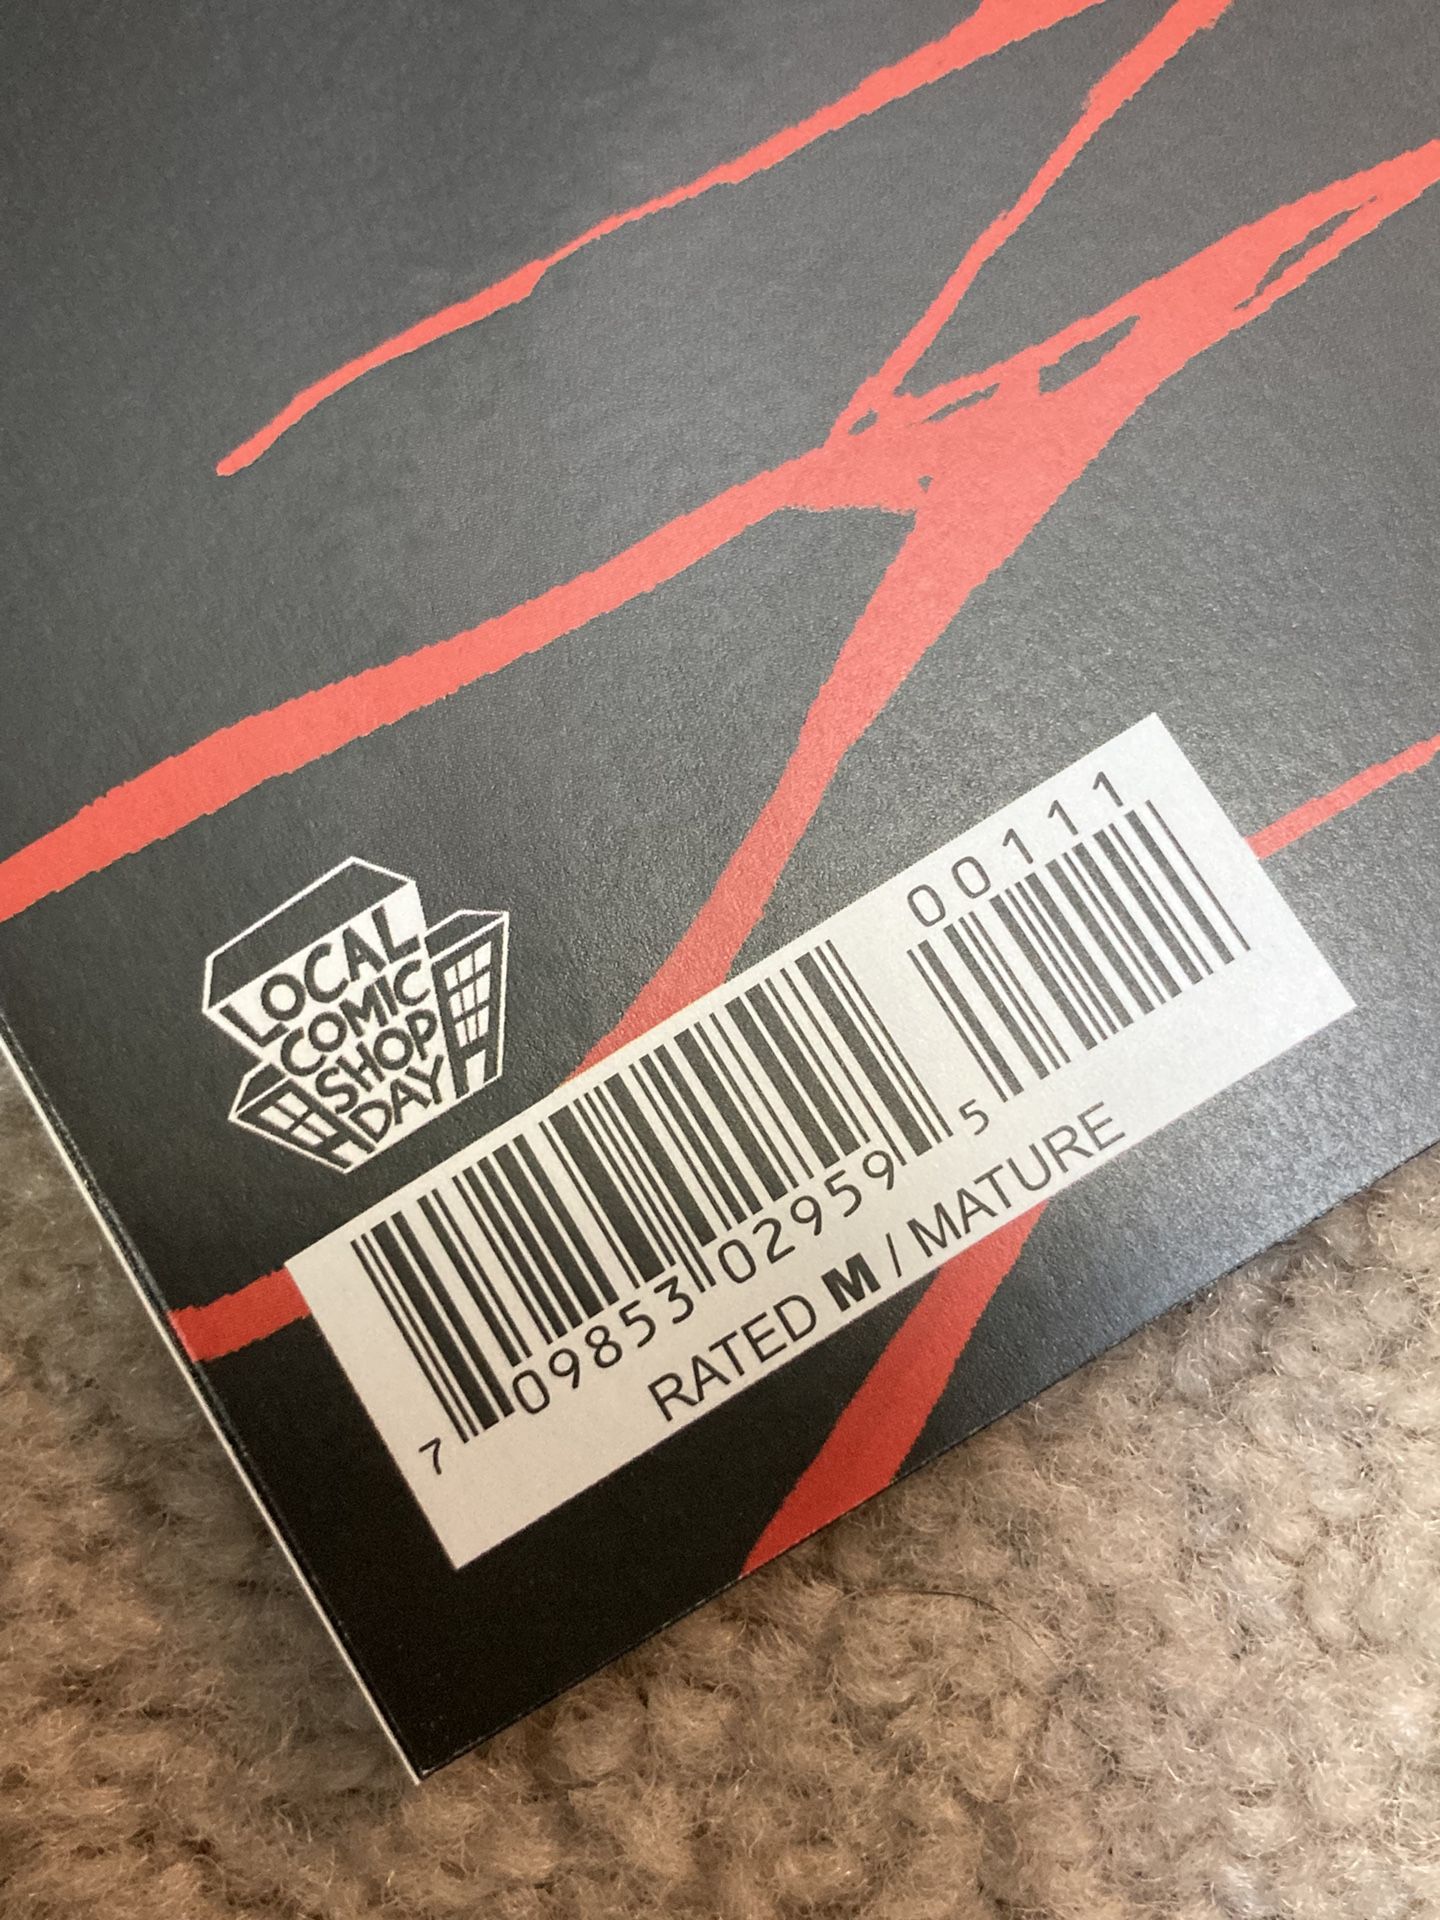 LOCAL
COMIC
SHOP
DAY
00111
7 09853 02959 5
RATED M / MATURE